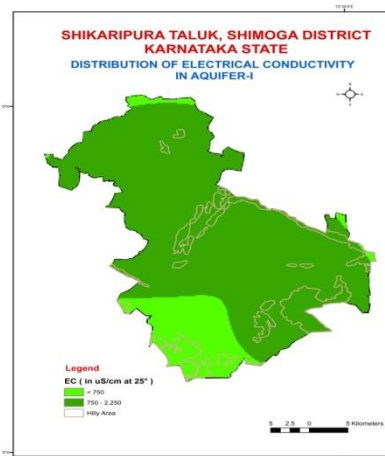 SHIKARIPURA TALUK, SHIMOGA DISTRICT
KARNATAKA STATE
DISTRIBUTION OF ELECTRICAL CONDUCTIVITY
IN AQUIFER-I
Legend
EC ( in uS/cm at 25° )
< 750
750 - 2,250
Hilly Area
5 2.5 0 5 Kilometers